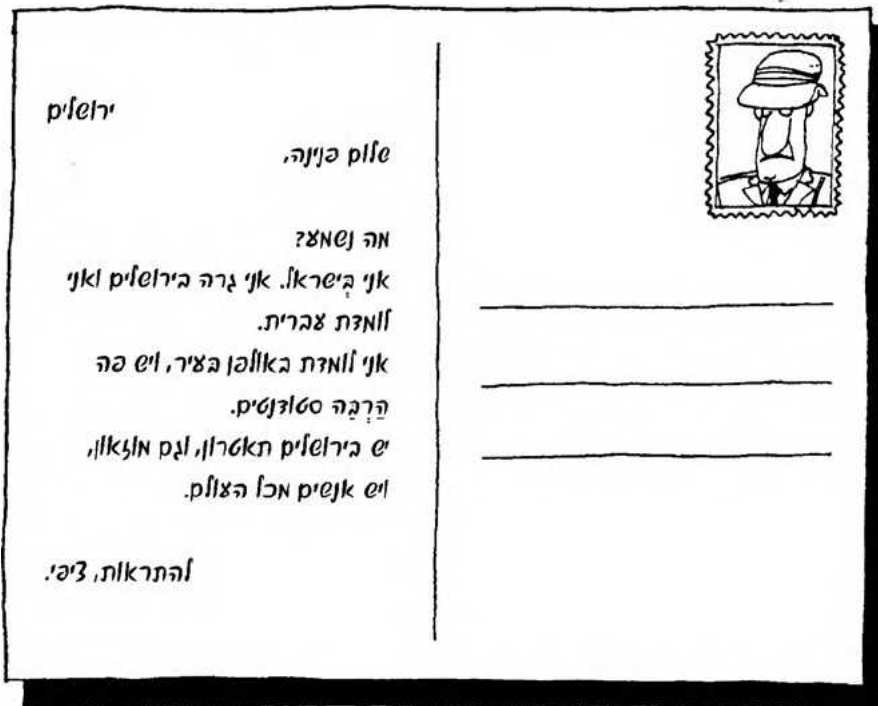 ירושלים
שלום פנינה,
מה נשמע?
אני בְּישראל. אני גרה בירושלים ואני
לומדת עברית.
אני לומדת באולפן בעיר, ויש פה
הַרְבֵּה סטודנטים.
יש בירושלים תאטרון, וגם מוזאון,
ויש אנשים מכל העולם.
להתראות, ציפי.